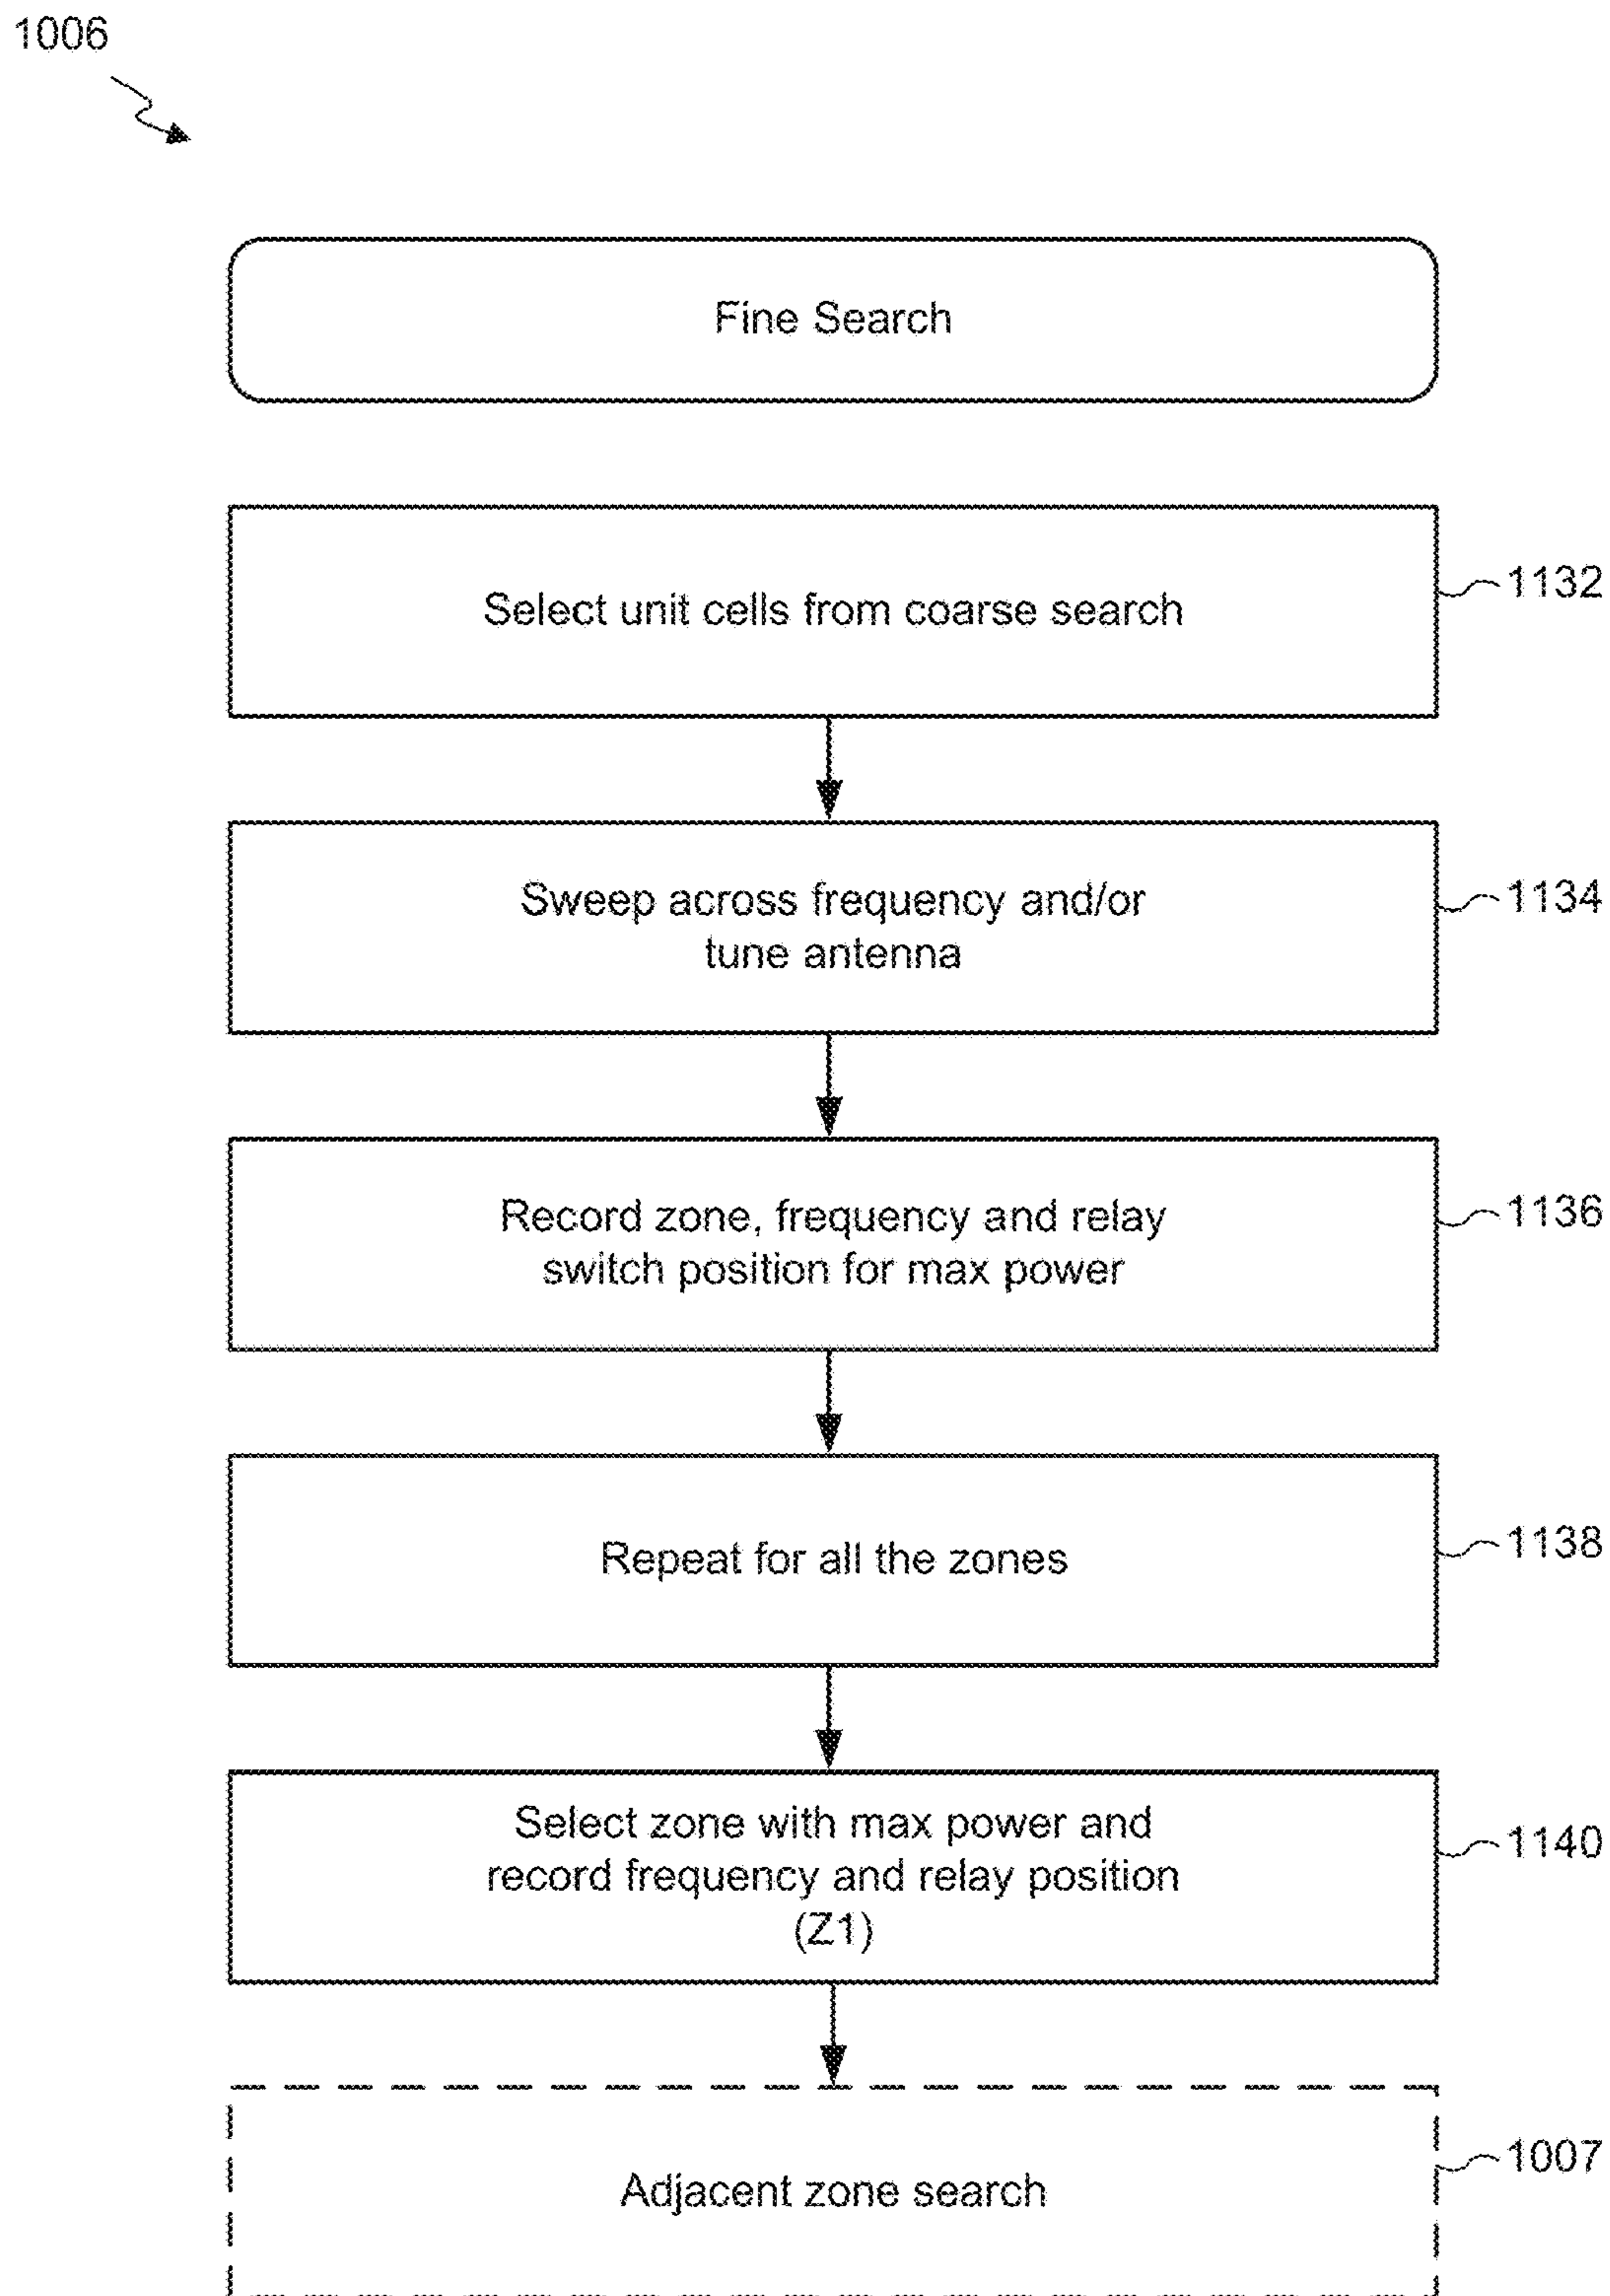 1006
Fine Search
Select unit cells from coarse search
1132
Sweep across frequency and/or
tune antenna
1134
Record zone, frequency and relay
switch position for max power
1136
Repeat for all the zones
1138
Select zone with max power and
record frequency and relay position
(Z1)
1140
Adjacent zone search
1007